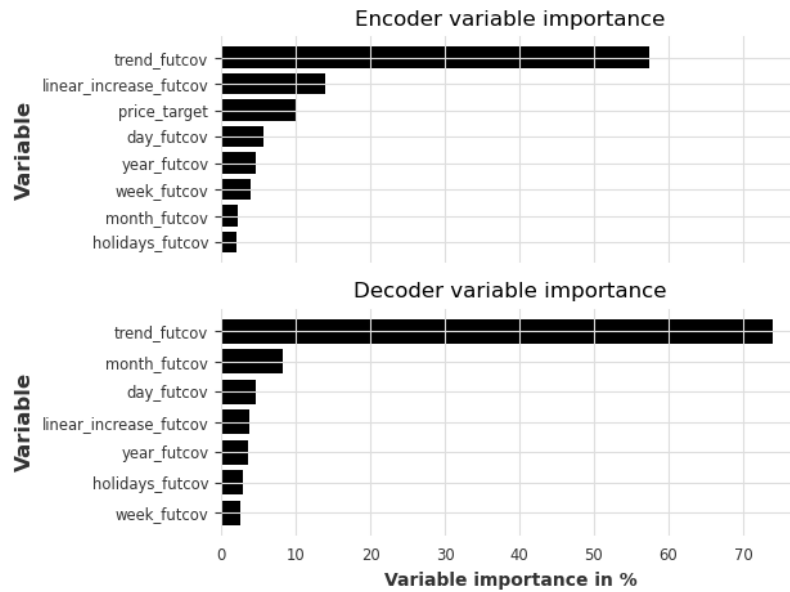 Encoder variable importance
Variable
trend_futcov
linear_increase_futcov
price_target
day_futcov
year_futcov
week_futcov
month_futcov
holidays_futcov
Decoder variable importance
Variable
trend_futcov
month_futcov
day_futcov
linear_increase_futcov
year_futcov
holidays_futcov
week_futcov
0 10 20 30 40 50 60 70
Variable importance in %